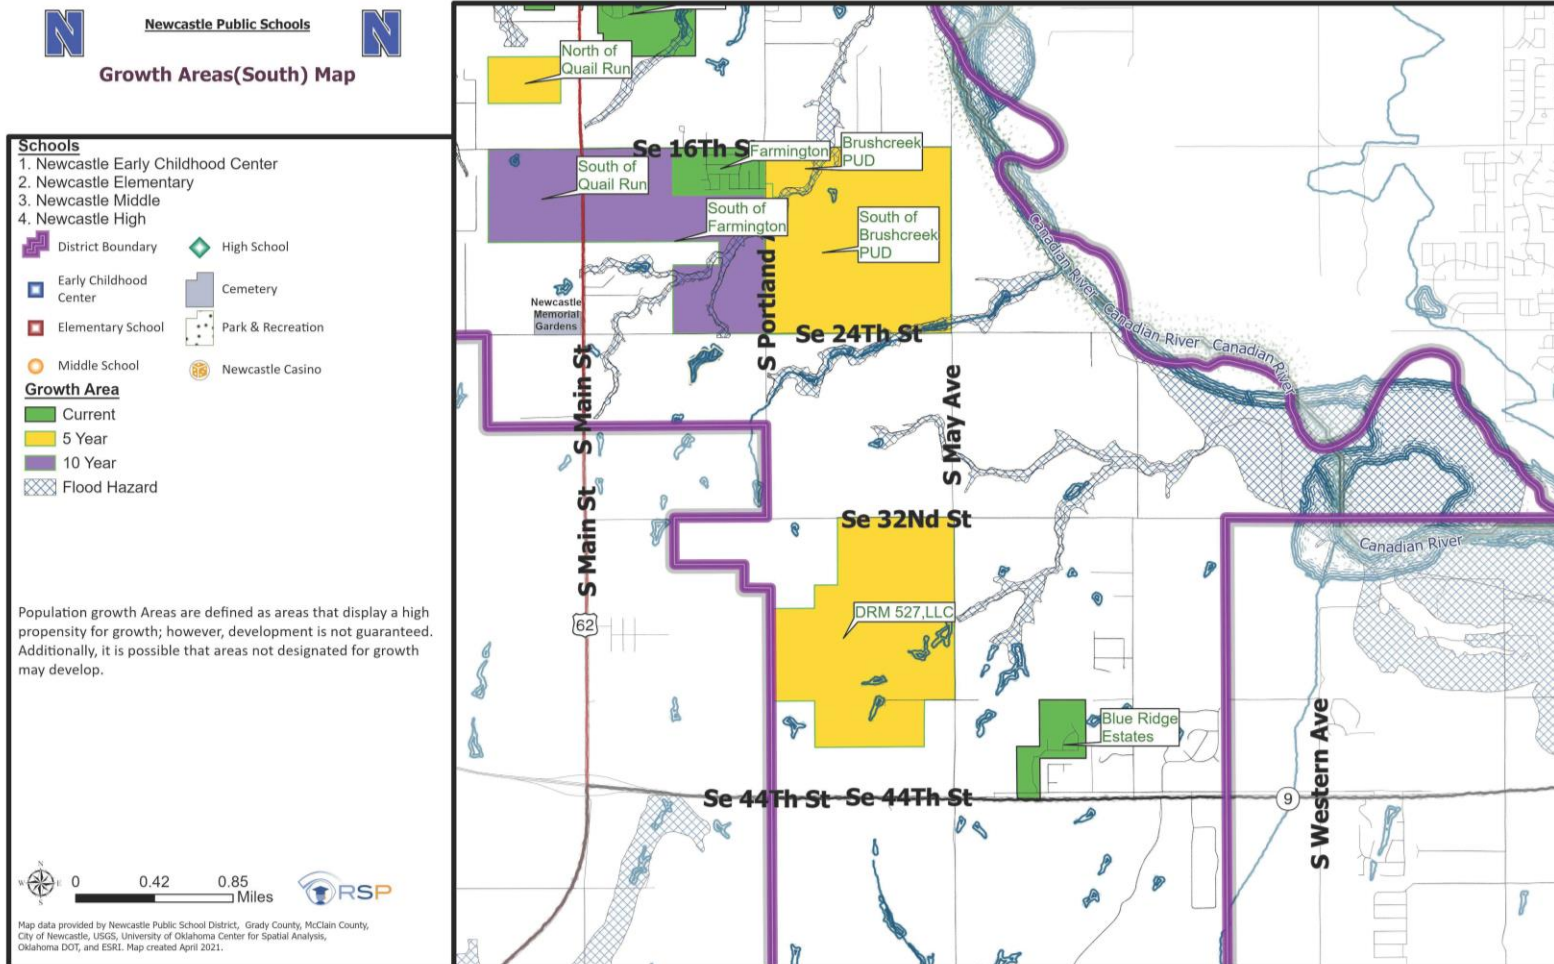 Newcastle Public Schools
Growth Areas(South) Map
Schools
1. Newcastle Early Childhood Center
2. Newcastle Elementary
3. Newcastle Middle
4. Newcastle High
District Boundary
High School
Early Childhood
Center
Cemetery
Elementary School
Park & Recreation
Middle School
Newcastle Casino
Growth Area
Current
5 Year
10 Year
Flood Hazard
Population growth Areas are defined as areas that display a high
propensity for growth; however, development is not guaranteed.
Additionally, it is possible that areas not designated for growth
may develop.
N
W
E
S
0 0.42 0.85
Miles
RSP
Map data provided by Newcastle Public School District, Grady County, McClain County,
City of Newcastle, USGS, University of Oklahoma Center for Spatial Analysis,
Oklahoma DOT, and ESRI. Map created April 2021.
North of
Quail Run
Se 16Th S
Farmington
Brushcreek
PUD
South of
Quail Run
South of
Farmington
South of
Brushcreek
PUD
S Portland A
Newcastle
Memorial
Gardens
Se 24Th St
Canadian River
Canadian River
Canadian River
S Main St
S Main St
S May Ave
Se 32Nd St
Canadian River
DRM 527,LLC
62
Blue Ridge
Estates
Se 44Th St
Se 44Th St
9
S Western Ave